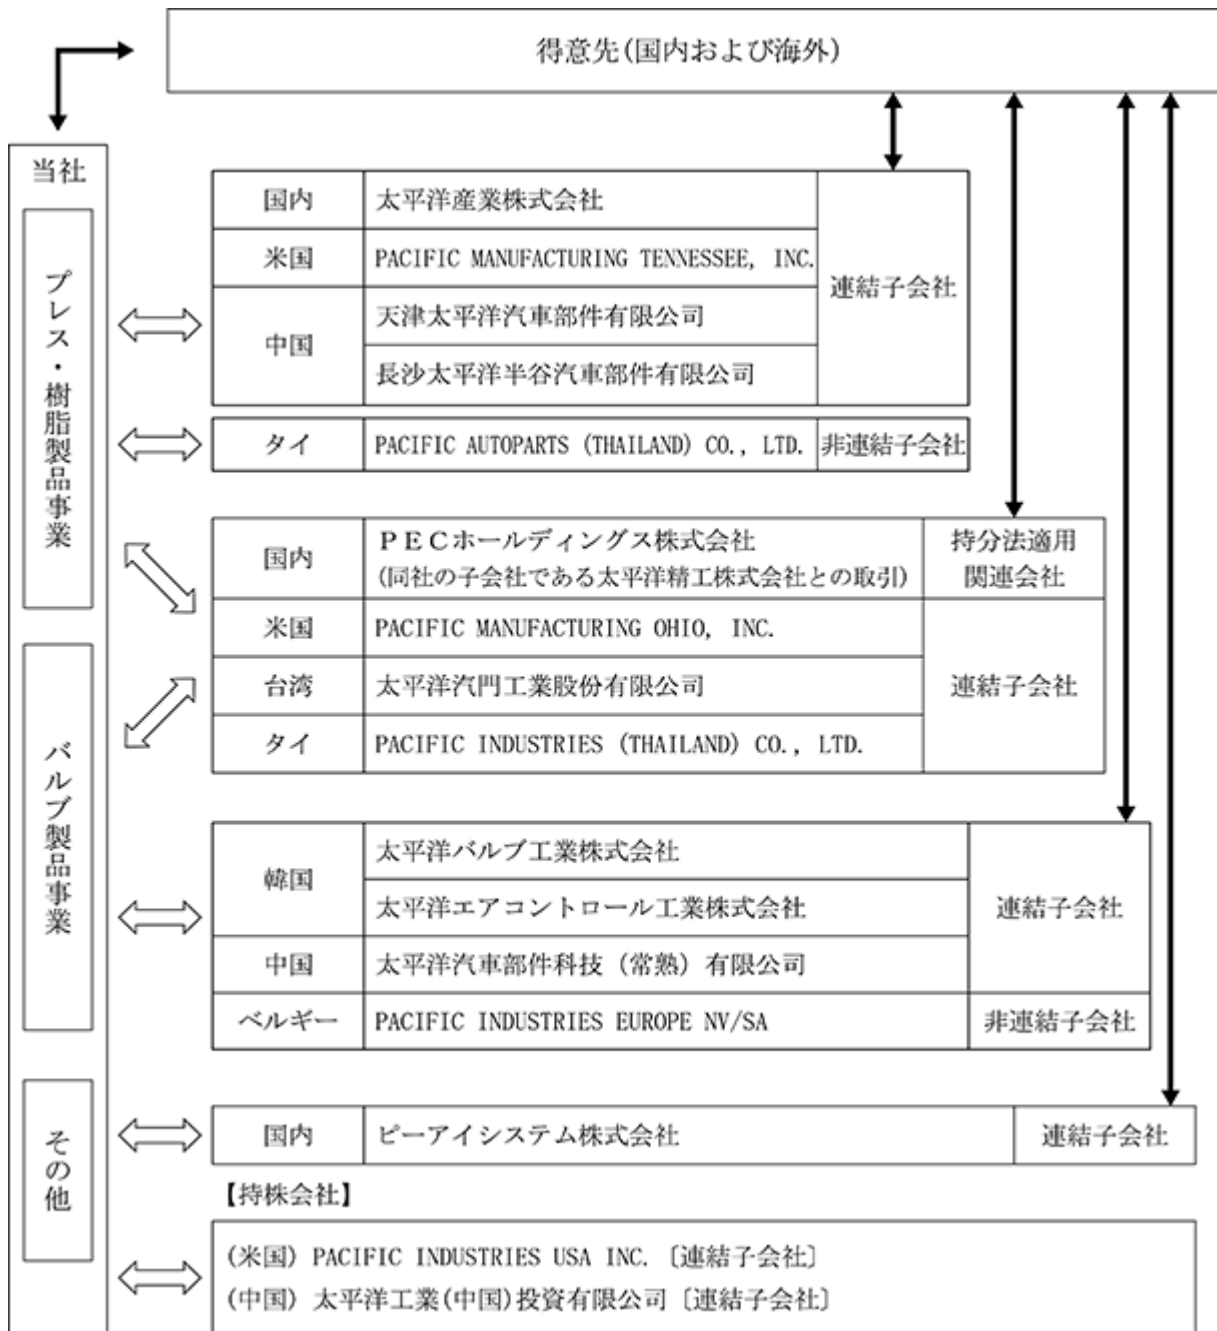 得意先(国内および海外)
当社
プレス・樹脂製品事業
国内 太平洋産業株式会社
米国 PACIFIC MANUFACTURING TENNESSEE, INC.
中国 天津太平洋汽車部件有限公司
長沙太平洋半谷汽車部件有限公司
連結子会社
タイ PACIFIC AUTOPARTS (THAILAND) CO., LTD. 非連結子会社
国内 ＰＥＣホールディングス株式会社
(同社の子会社である太平洋精工株式会社との取引)
持分法適用
関連会社
米国 PACIFIC MANUFACTURING OHIO, INC.
台湾 太平洋汽門工業股份有限公司
タイ PACIFIC INDUSTRIES (THAILAND) CO., LTD.
連結子会社
バルブ製品事業
韓国 太平洋バルブ工業株式会社
太平洋エアコントロール工業株式会社
中国 太平洋汽車部件科技（常熟）有限公司
連結子会社
ベルギー PACIFIC INDUSTRIES EUROPE NV/SA 非連結子会社
その他
国内 ピーアイシステム株式会社 連結子会社
【持株会社】
(米国) PACIFIC INDUSTRIES USA INC.〔連結子会社〕
(中国) 太平洋工業(中国)投資有限公司〔連結子会社〕